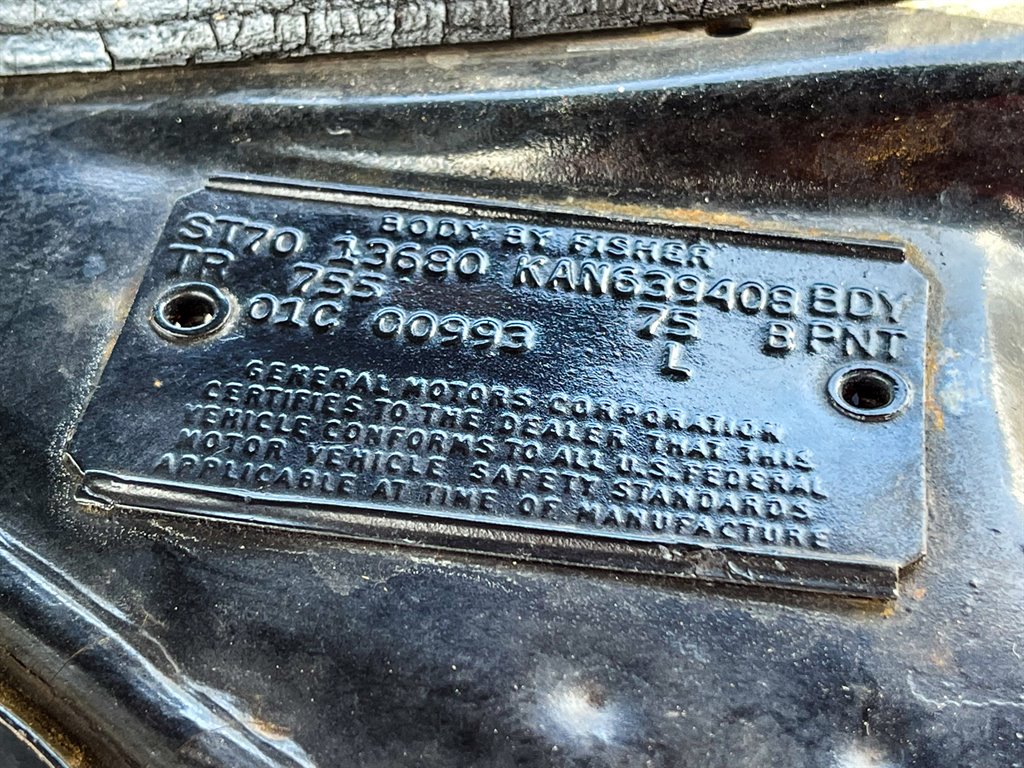 BODY BY FISHER
ST70 13680 KAN639408 BDY
TR 755 75 B PNT
01C 00993 L
GENERAL MOTORS CORPORATION
CERTIFIES TO THE DEALER THAT THIS
VEHICLE CONFORMS TO ALL U.S. FEDERAL
MOTOR VEHICLE SAFETY STANDARDS
APPLICABLE AT TIME OF MANUFACTURE